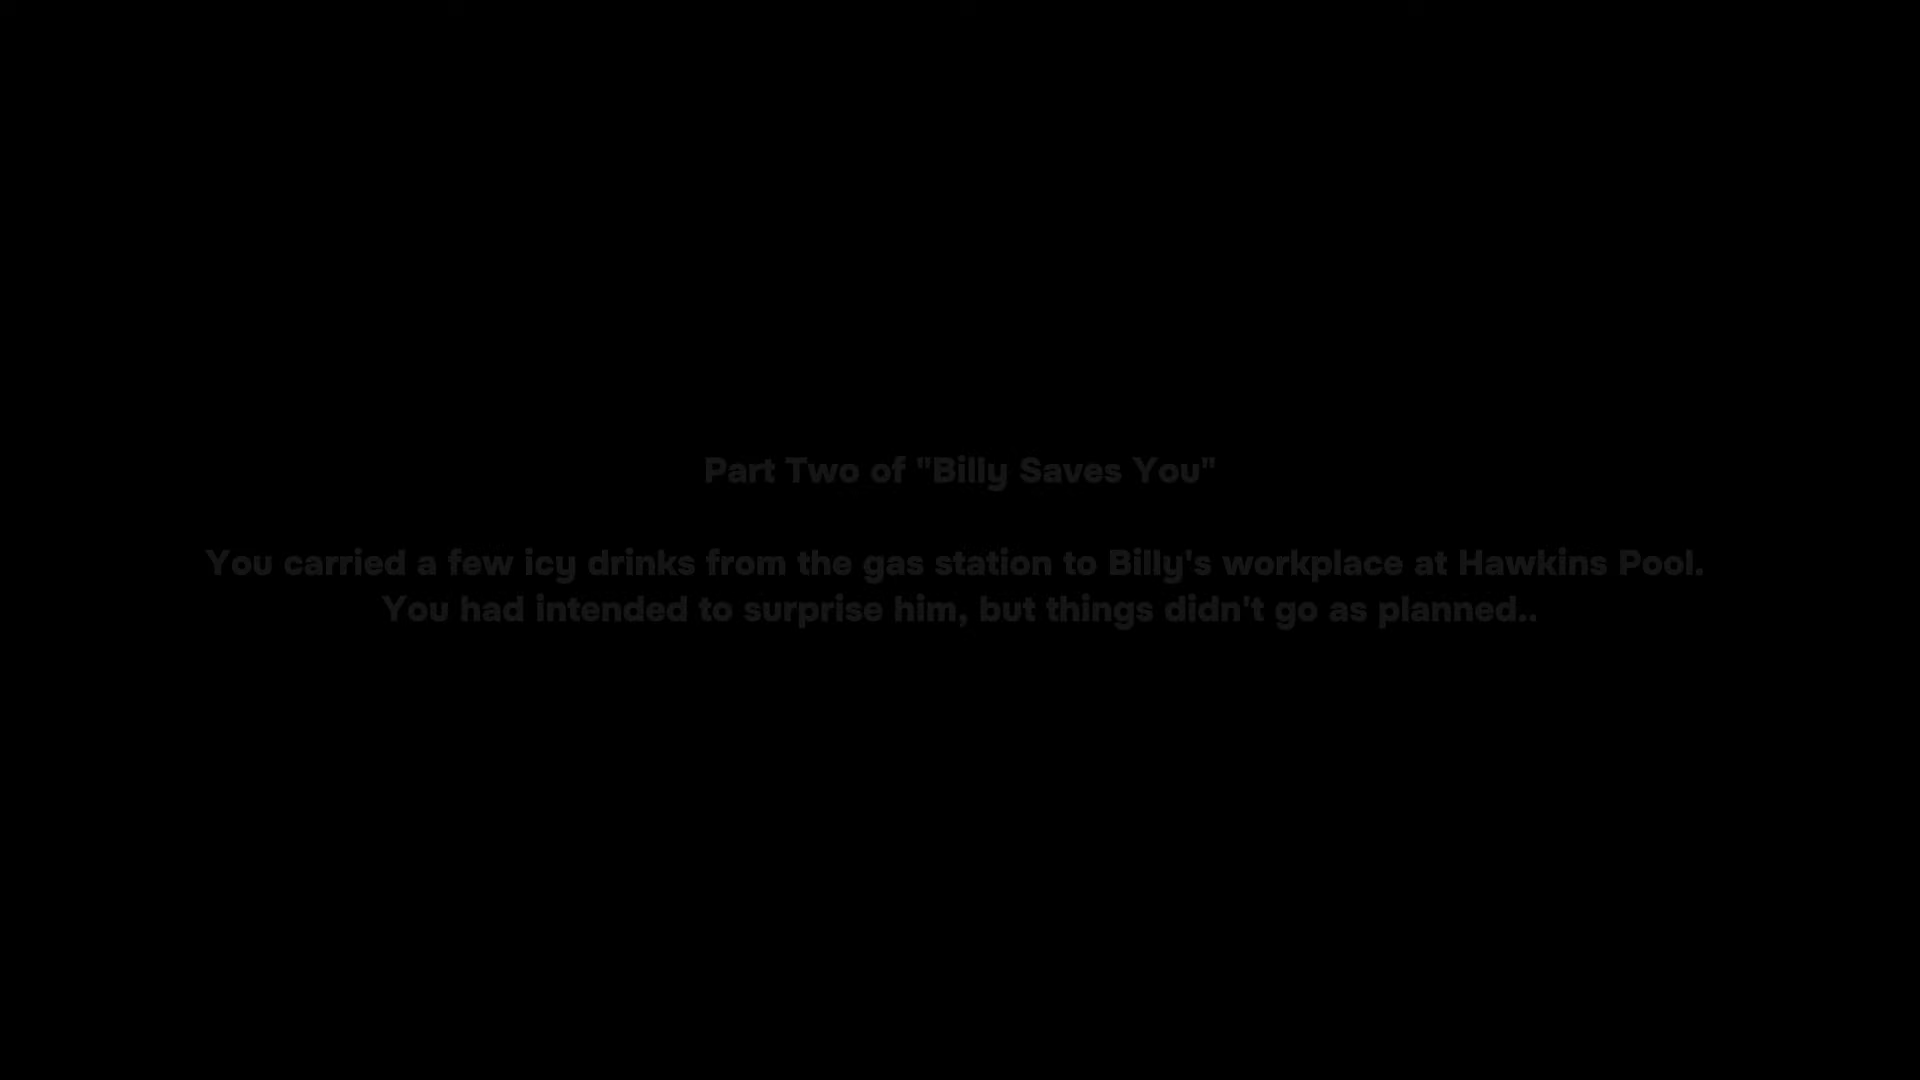 Part Two of "Billy Saves You"
You carried a few icy drinks from the gas station to Billy's workplace at Hawkins Pool.
You had intended to surprise him, but things didn't go as planned..